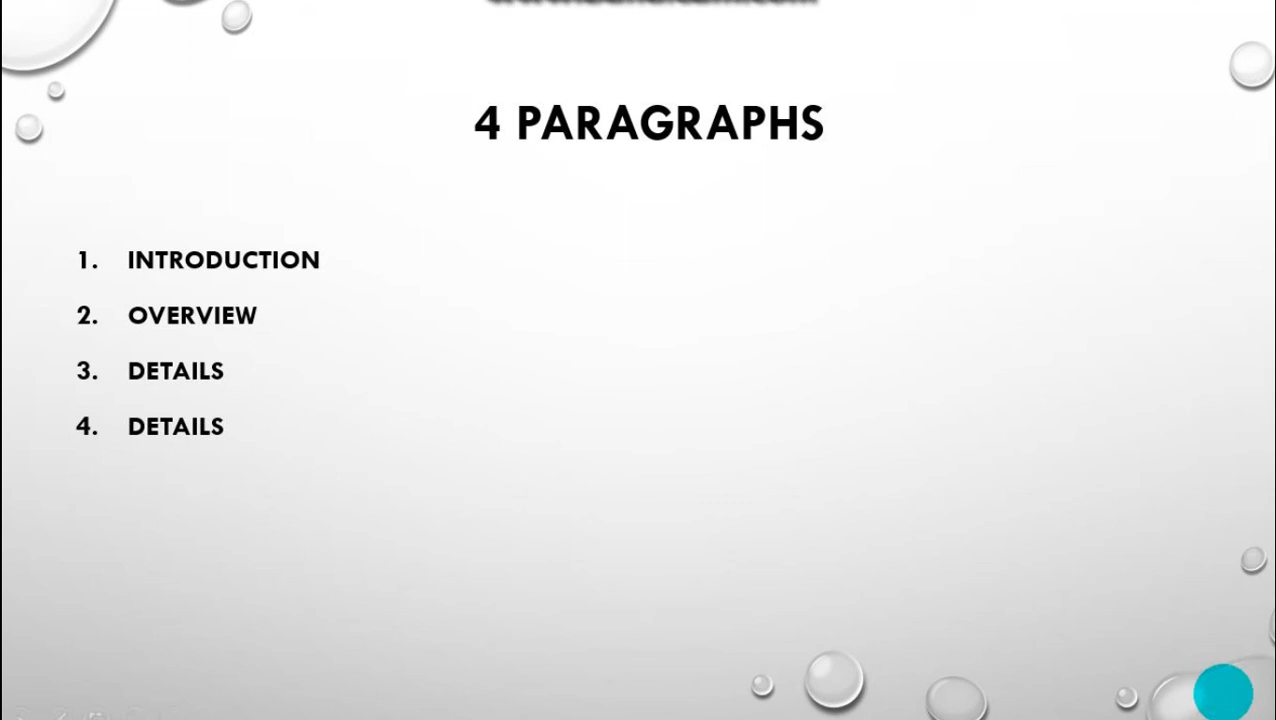 4 PARAGRAPHS
1. INTRODUCTION
2. OVERVIEW
3. DETAILS
4. DETAILS